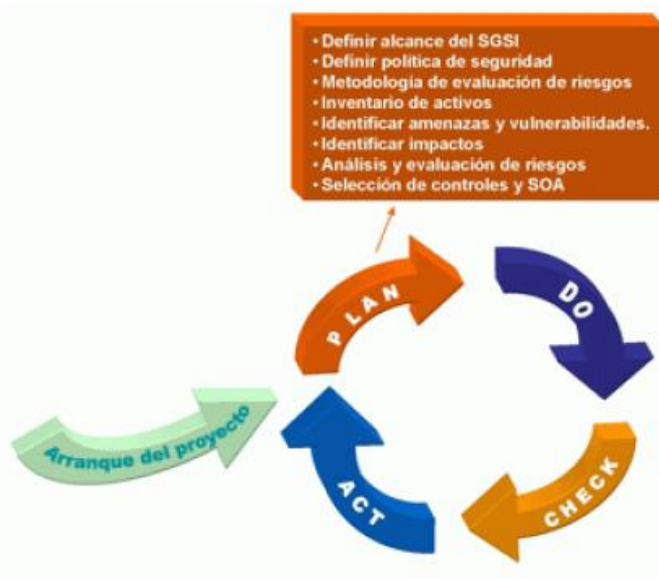 • Definir alcance del SGSI
• Definir política de seguridad
• Metodología de evaluación de riesgos
• Inventario de activos
• Identificar amenazas y vulnerabilidades.
• Identificar impactos
• Análisis y evaluación de riesgos
• Selección de controles y SOA
PLAN
DO
Arranque del proyecto
ACT
CHECK